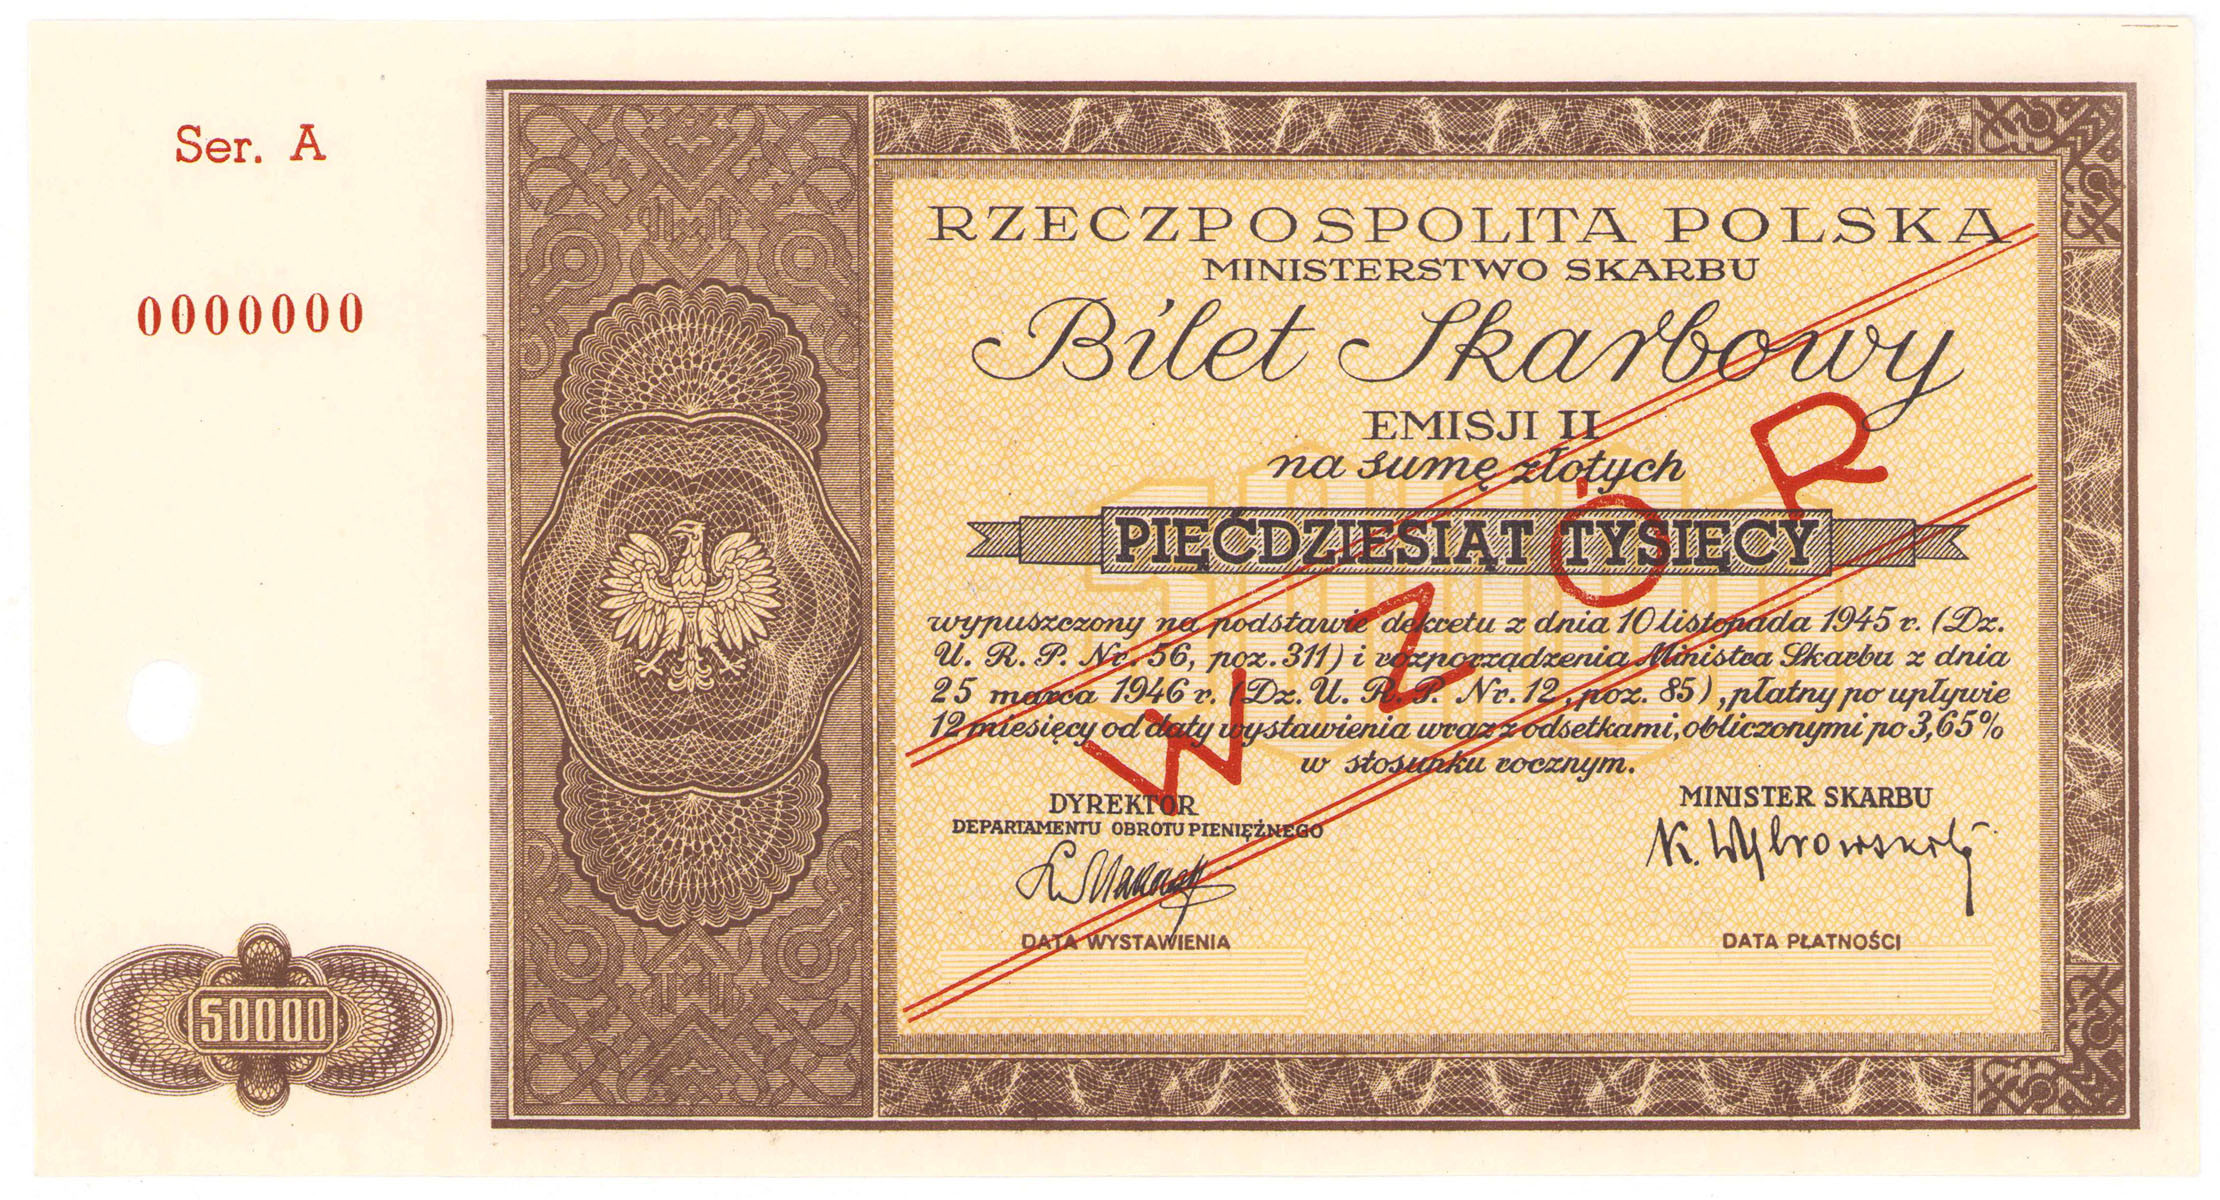 Ser. A
0000000
50000
RZECZPOSPOLITA POLSKA
MINISTERSTWO SKARBU
Bilet Skarbowy
EMISJI II
na sumę złotych
PIĘĆDZIESIĄT TYSIĘCY
wypuszczony na podstawie dekretu z dnia 10 listopada 1945 r. (Dz.
U. R. P. Nr. 56, poz. 311) i rozporządzenia Ministra Skarbu z dnia
25 marca 1946 r. (Dz. U. R. P. Nr. 12, poz. 85), płatny po upływie
12 miesięcy od daty wystawienia wraz z odsetkami, obliczonymi po 3,65%
w stosunku rocznym.
WZÓR
DYREKTOR
DEPARTAMENTU OBROTU PIENIĘŻNEGO
MINISTER SKARBU
DATA WYSTAWIENIA
DATA PŁATNOŚCI